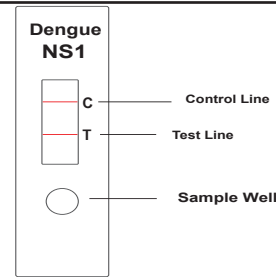 Dengue
NS1
C
Control Line
T
Test Line
Sample Well